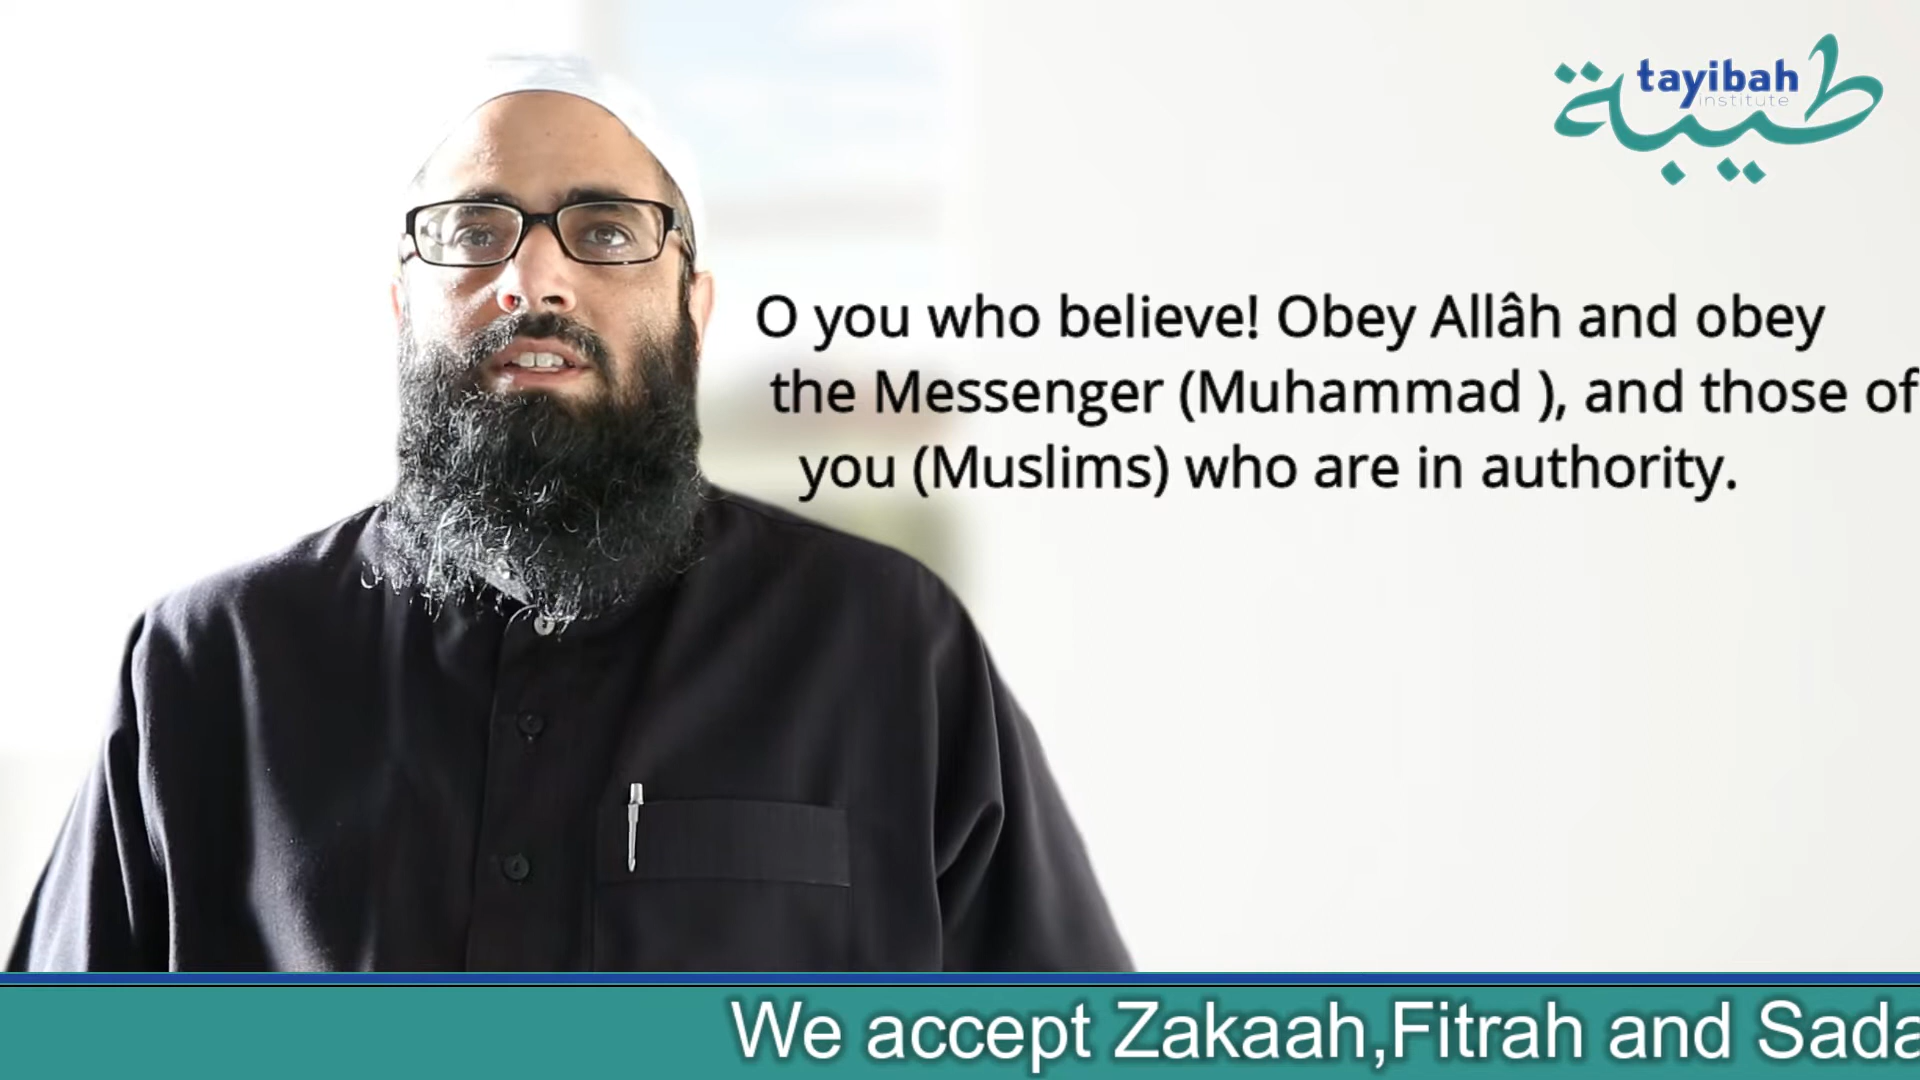 طيبة
tayibah
institute
O you who believe! Obey Allâh and obey
the Messenger (Muhammad ), and those of
you (Muslims) who are in authority.
We accept Zakaah,Fitrah and Sada